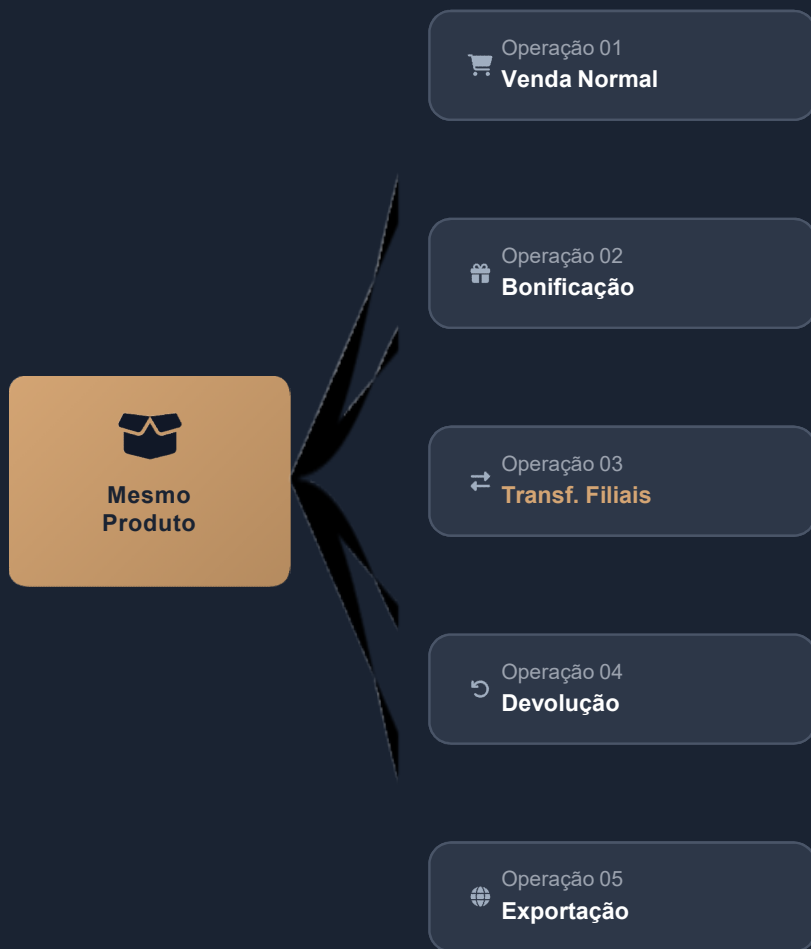 Operação 01
Venda Normal
Operação 02
Bonificação
Mesmo
Produto
Operação 03
Transf. Filiais
Operação 04
Devolução
Operação 05
Exportação